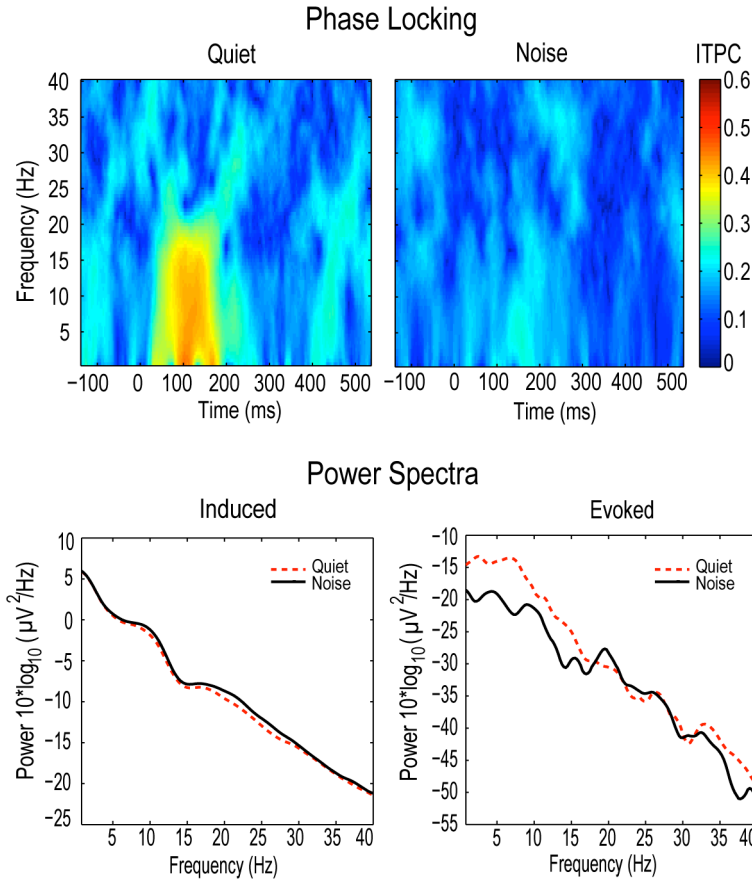 Phase Locking
Quiet
Noise
ITPC
Frequency (Hz)
40
35
30
25
20
15
10
5
−100 0 100 200 300 400 500
Time (ms)
−100 0 100 200 300 400 500
Time (ms)
0.6
0.5
0.4
0.3
0.2
0.1
0
Power Spectra
Induced
Power 10*log10( µV2/Hz)
10
5
0
−5
−10
−15
−20
−25
Quiet
Noise
5 10 15 20 25 30 35 40
Frequency (Hz)
Evoked
Power 10*log10( µV2/Hz)
−10
−15
−20
−25
−30
−35
−40
−45
−50
−55
Quiet
Noise
5 10 15 20 25 30 35 40
Frequency (Hz)